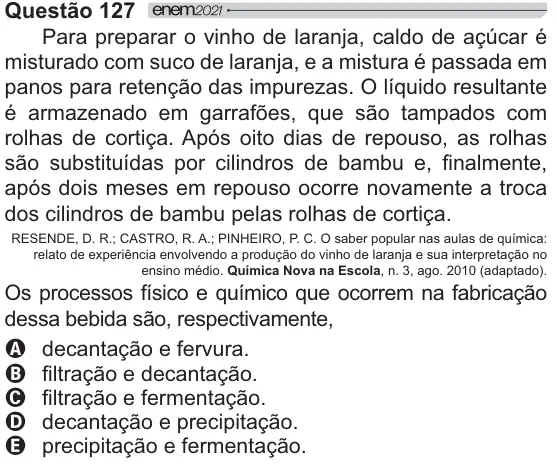 Questão 127 enem2021
Para preparar o vinho de laranja, caldo de açúcar é
misturado com suco de laranja, e a mistura é passada em
panos para retenção das impurezas. O líquido resultante
é armazenado em garrafões, que são tampados com
rolhas de cortiça. Após oito dias de repouso, as rolhas
são substituídas por cilindros de bambu e, finalmente,
após dois meses em repouso ocorre novamente a troca
dos cilindros de bambu pelas rolhas de cortiça.
RESENDE, D. R.; CASTRO, R. A.; PINHEIRO, P. C. O saber popular nas aulas de química:
relato de experiência envolvendo a produção do vinho de laranja e sua interpretação no
ensino médio. Química Nova na Escola, n. 3, ago. 2010 (adaptado).
Os processos físico e químico que ocorrem na fabricação
dessa bebida são, respectivamente,
A decantação e fervura.
B filtração e decantação.
C filtração e fermentação.
D decantação e precipitação.
E precipitação e fermentação.